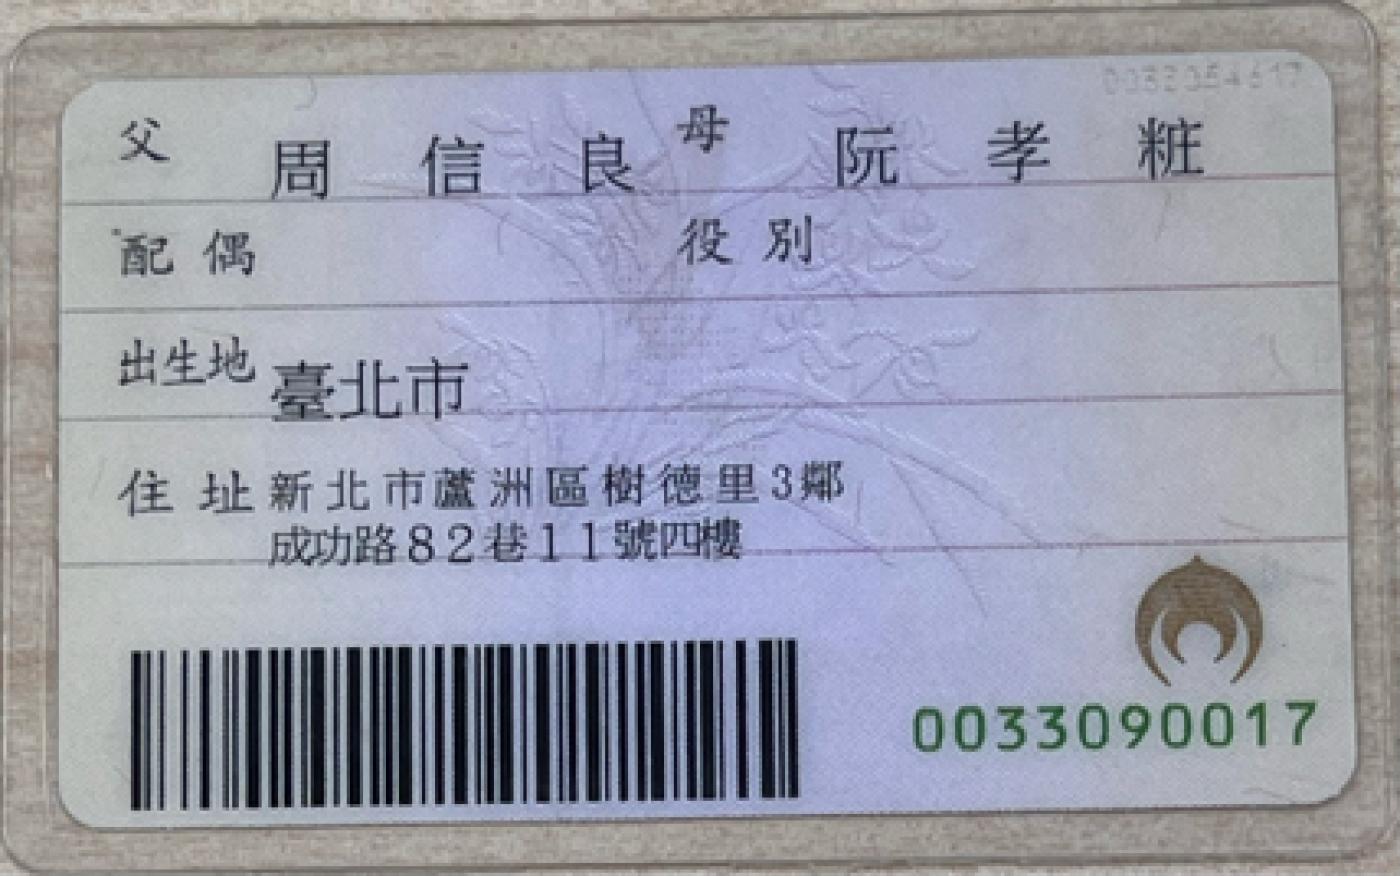 父 周信良 母 阮孝粧
配偶 役別
出生地 臺北市
住址 新北市蘆洲區樹德里3鄰
成功路82巷11號四樓
0033090017